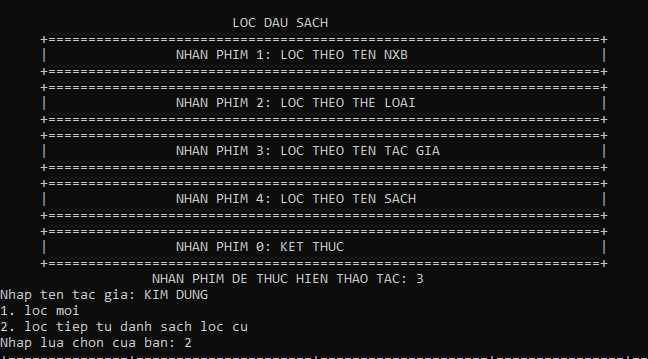 LOC DAU SACH
+=====================================================================+
| NHAN PHIM 1: LOC THEO TEN NXB |
+=====================================================================+
+=====================================================================+
| NHAN PHIM 2: LOC THEO THE LOAI |
+=====================================================================+
+=====================================================================+
| NHAN PHIM 3: LOC THEO TEN TAC GIA |
+=====================================================================+
+=====================================================================+
| NHAN PHIM 4: LOC THEO TEN SACH |
+=====================================================================+
+=====================================================================+
| NHAN PHIM 0: KET THUC |
+=====================================================================+
NHAN PHIM DE THUC HIEN THAO TAC: 3
Nhap ten tac gia: KIM DUNG
1. loc moi
2. loc tiep tu danh sach loc cu
Nhap lua chon cua ban: 2